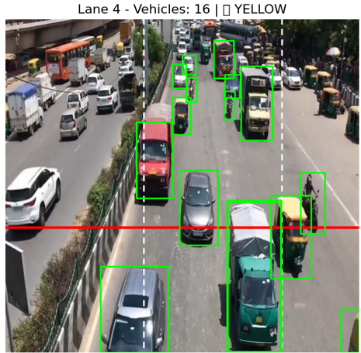 Lane 4 - Vehicles: 16 | ▯ YELLOW